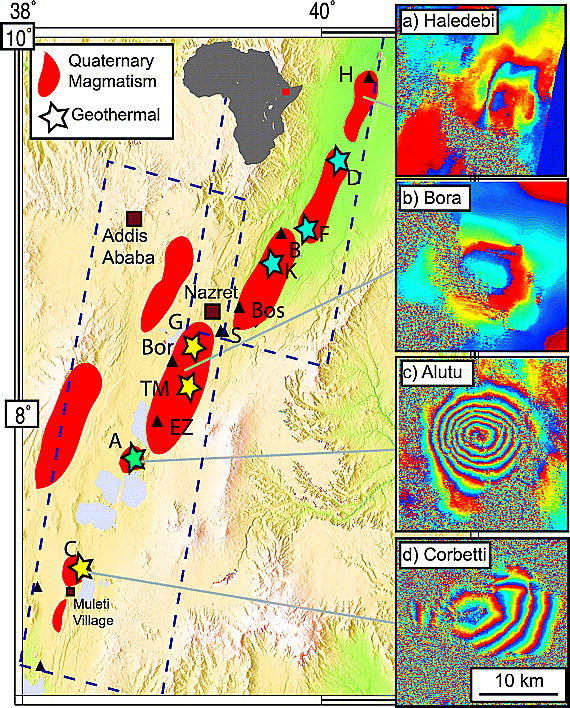 38°
40°
10°
8°
Quaternary
Magmatism
Geothermal
H
D
F
B
K
Bos
S
Addis
Ababa
Nazret
G
Bor
TM
EZ
A
C
Muleti
Village
a) Haledebi
b) Bora
c) Alutu
d) Corbetti
10 km